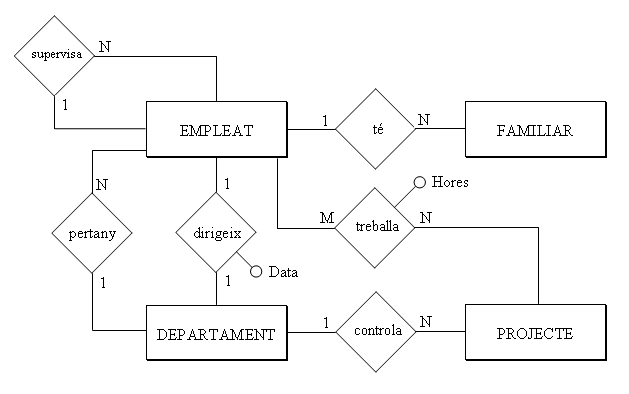 supervisa
N
1
EMPLEAT
1
té
N
FAMILIAR
N
1
M
treballa
N
Hores
pertany
dirigeix
Data
1
1
DEPARTAMENT
1
controla
N
PROJECTE